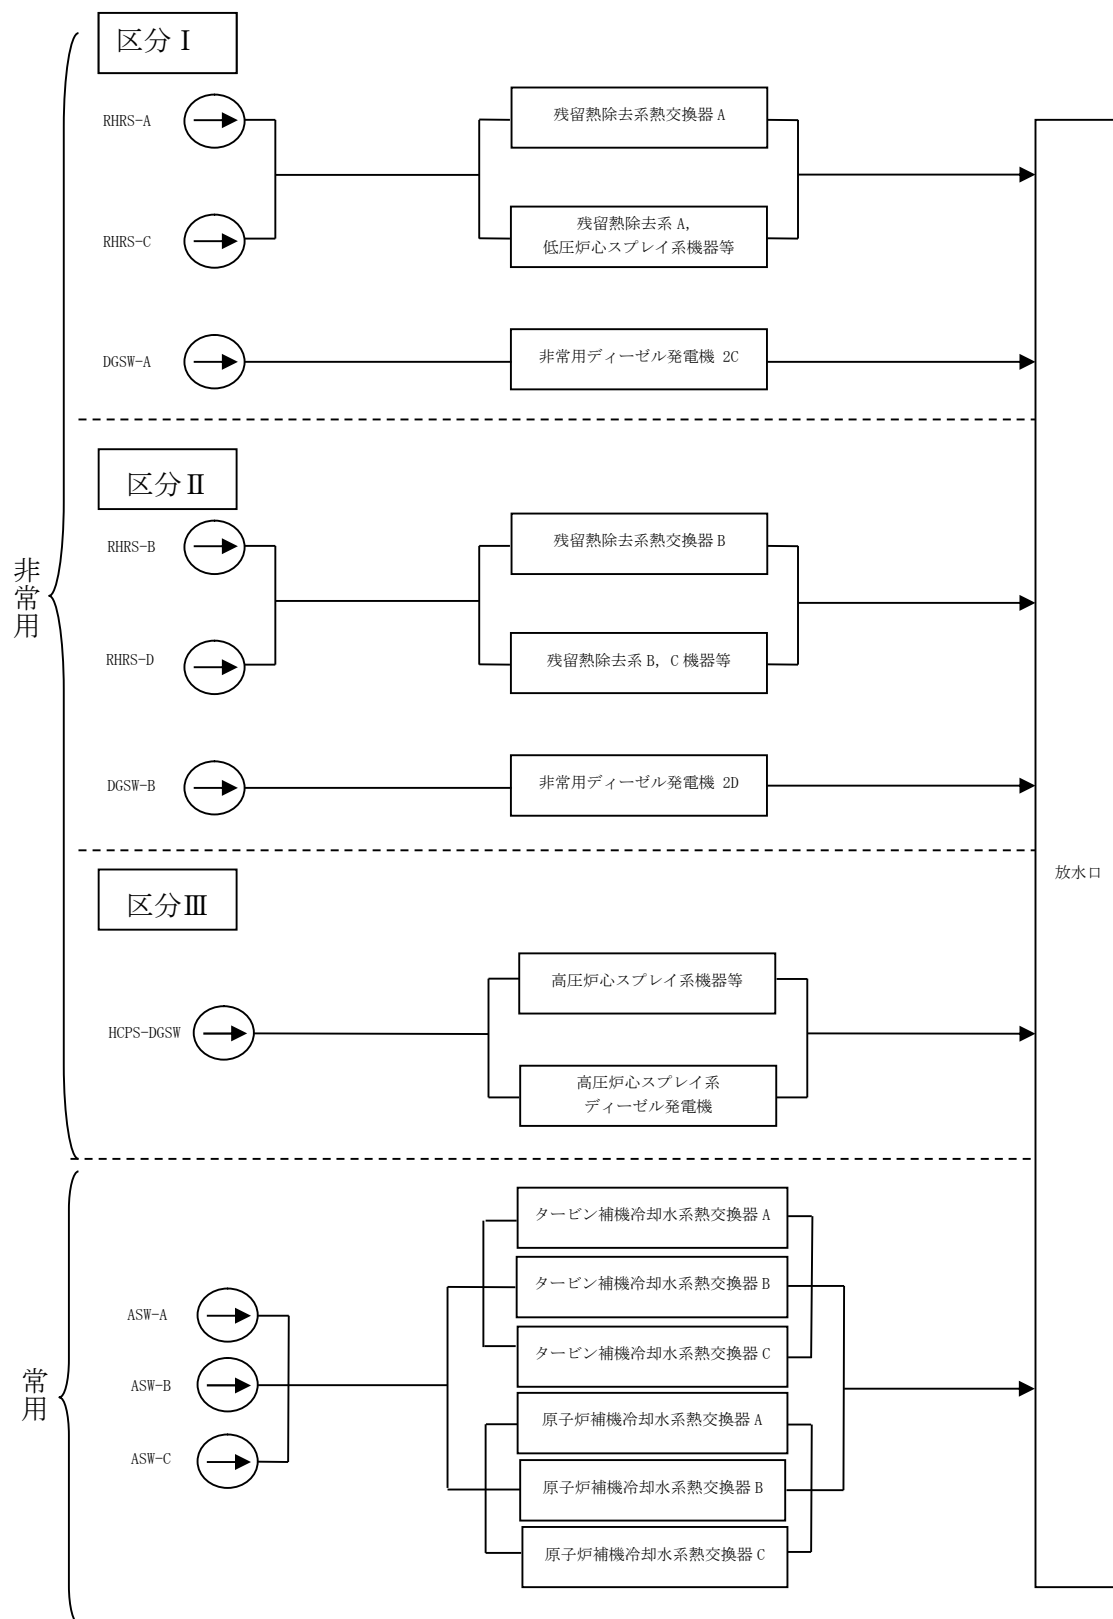 区分Ⅰ
RHRS-A
残留熱除去系熱交換器 A
RHRS-C
残留熱除去系 A,
低圧炉心スプレイ系機器等
DGSW-A
非常用ディーゼル発電機 2C
区分Ⅱ
RHRS-B
残留熱除去系熱交換器 B
非常用
RHRS-D
残留熱除去系 B, C 機器等
DGSW-B
非常用ディーゼル発電機 2D
放水口
区分Ⅲ
高圧炉心スプレイ系機器等
HCPS-DGSW
高圧炉心スプレイ系
ディーゼル発電機
タービン補機冷却水系熱交換器 A
タービン補機冷却水系熱交換器 B
ASW-A
タービン補機冷却水系熱交換器 C
常用
ASW-B
原子炉補機冷却水系熱交換器 A
ASW-C
原子炉補機冷却水系熱交換器 B
原子炉補機冷却水系熱交換器 C